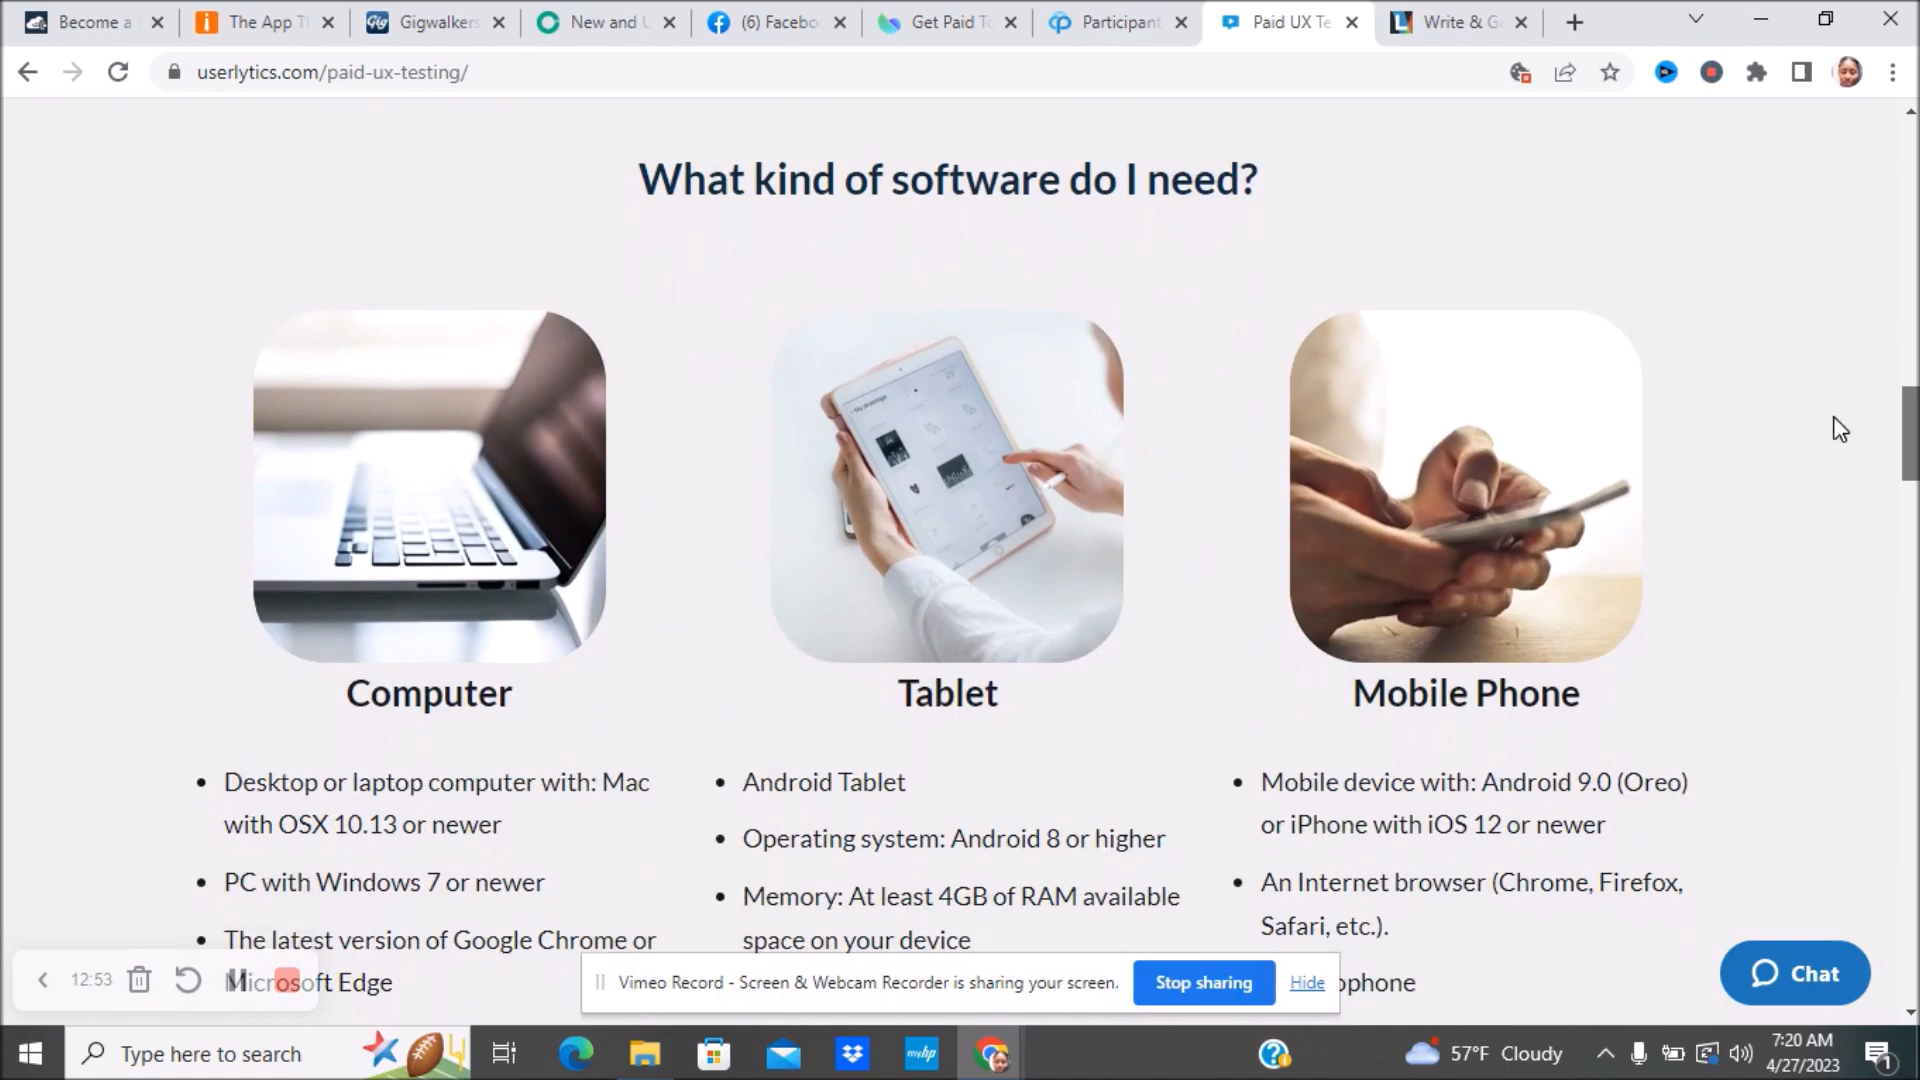 Become a
The App T
Gigwalkers
New and U
(6) Facebo
Get Paid To
Participant
Paid UX Te
Write & G
userlytics.com/paid-ux-testing/
What kind of software do I need?
Computer
Tablet
Mobile Phone
Desktop or laptop computer with: Mac
with OSX 10.13 or newer
PC with Windows 7 or newer
The latest version of Google Chrome or
Microsoft Edge
Android Tablet
Operating system: Android 8 or higher
Memory: At least 4GB of RAM available
space on your device
Mobile device with: Android 9.0 (Oreo)
or iPhone with iOS 12 or newer
An Internet browser (Chrome, Firefox,
Safari, etc.).
ophone
12:53
Vimeo Record - Screen & Webcam Recorder is sharing your screen.
Stop sharing
Hide
Chat
Type here to search
myhp
57°F Cloudy
7:20 AM
4/27/2023
1